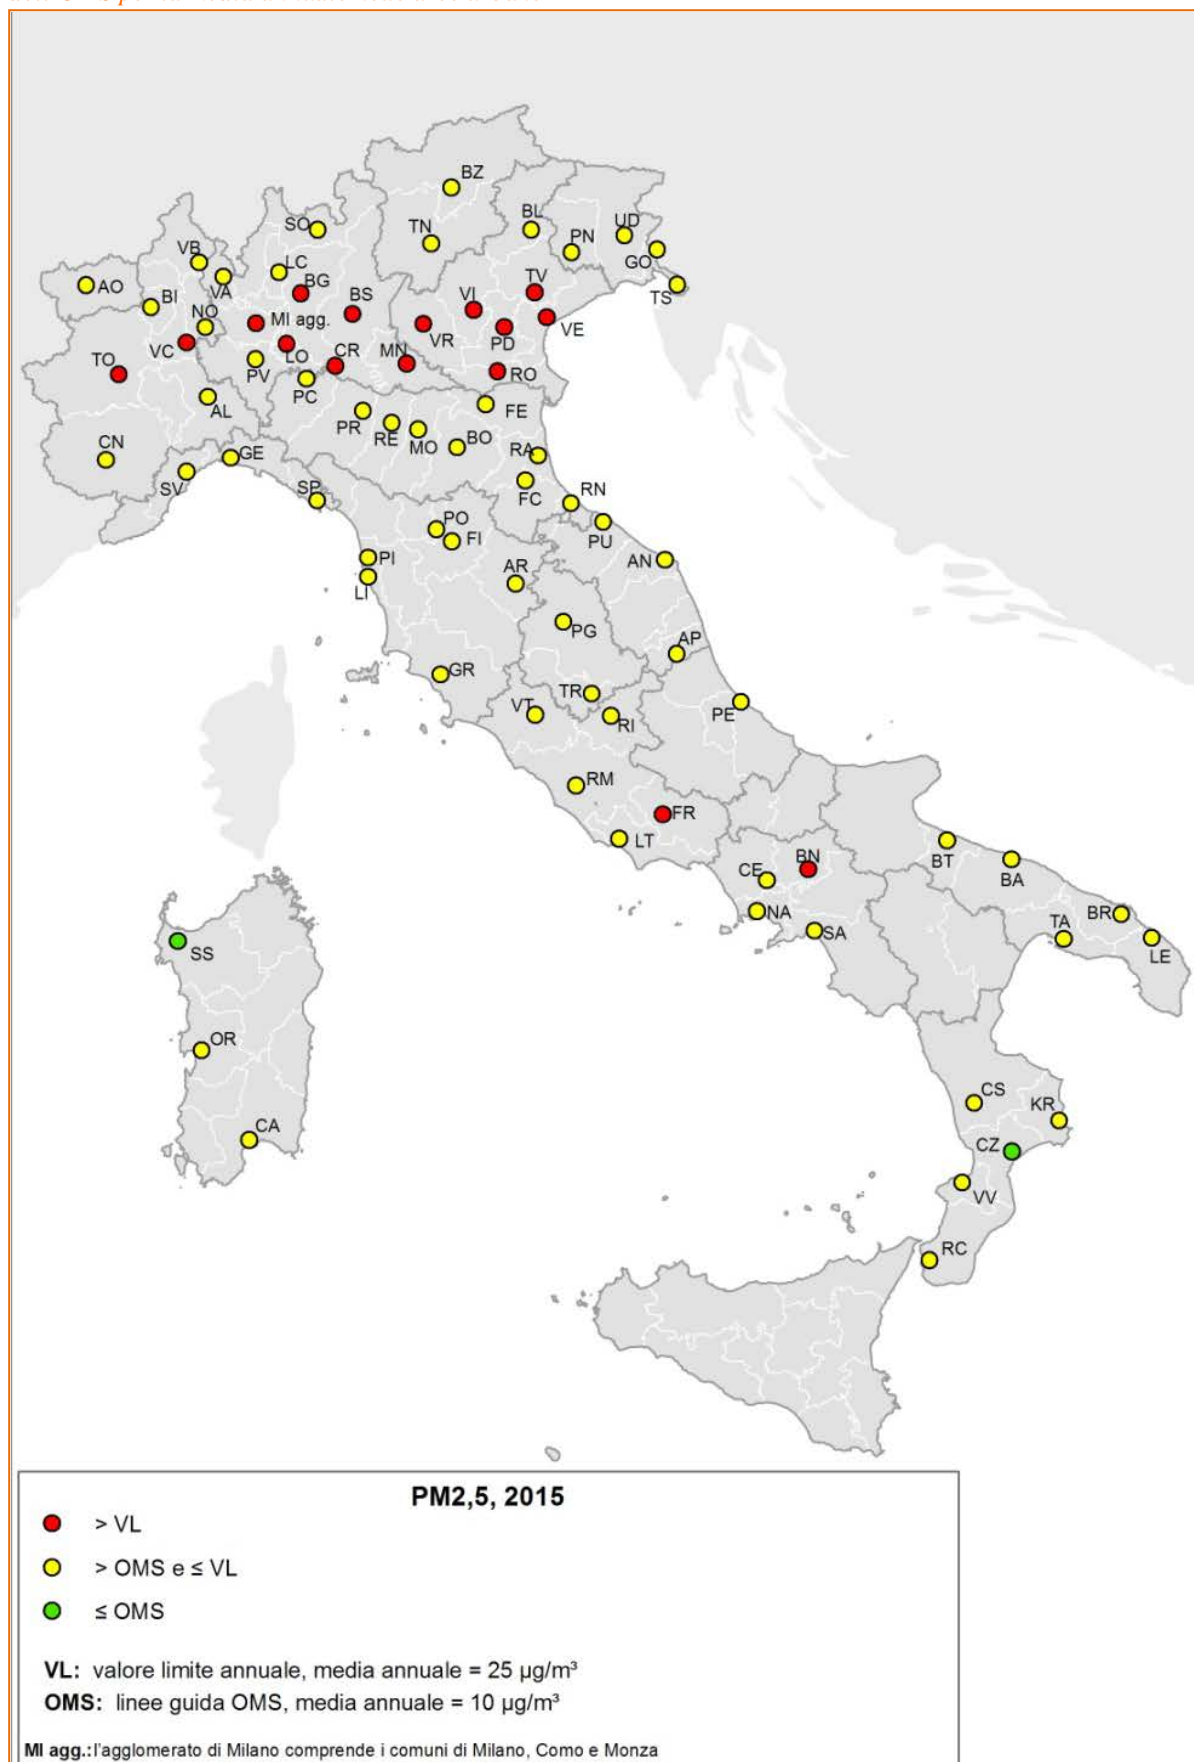 BZ
SO
BL
UD
TN
PN
VB
GO
LC
AO
VA
BG
TV
TS
BI
BS
VI
NO
MI agg.
VE
VR
PD
VC
LO
CR
MN
TO
PV
RO
PC
AL
FE
PR
RE
MO
BO
CN
GE
RA
SV
SP
FC
RN
PO
PU
FI
PI
AN
AR
LI
PG
AP
GR
TR
VT
PE
RI
RM
FR
LT
BT
BN
BA
CE
NA
BR
TA
SA
LE
SS
OR
CS
KR
CA
CZ
VV
RC
PM2,5, 2015
> VL
> OMS e ≤ VL
≤ OMS
VL: valore limite annuale, media annuale = 25 µg/m³
OMS: linee guida OMS, media annuale = 10 µg/m³
MI agg.:l'agglomerato di Milano comprende i comuni di Milano, Como e Monza